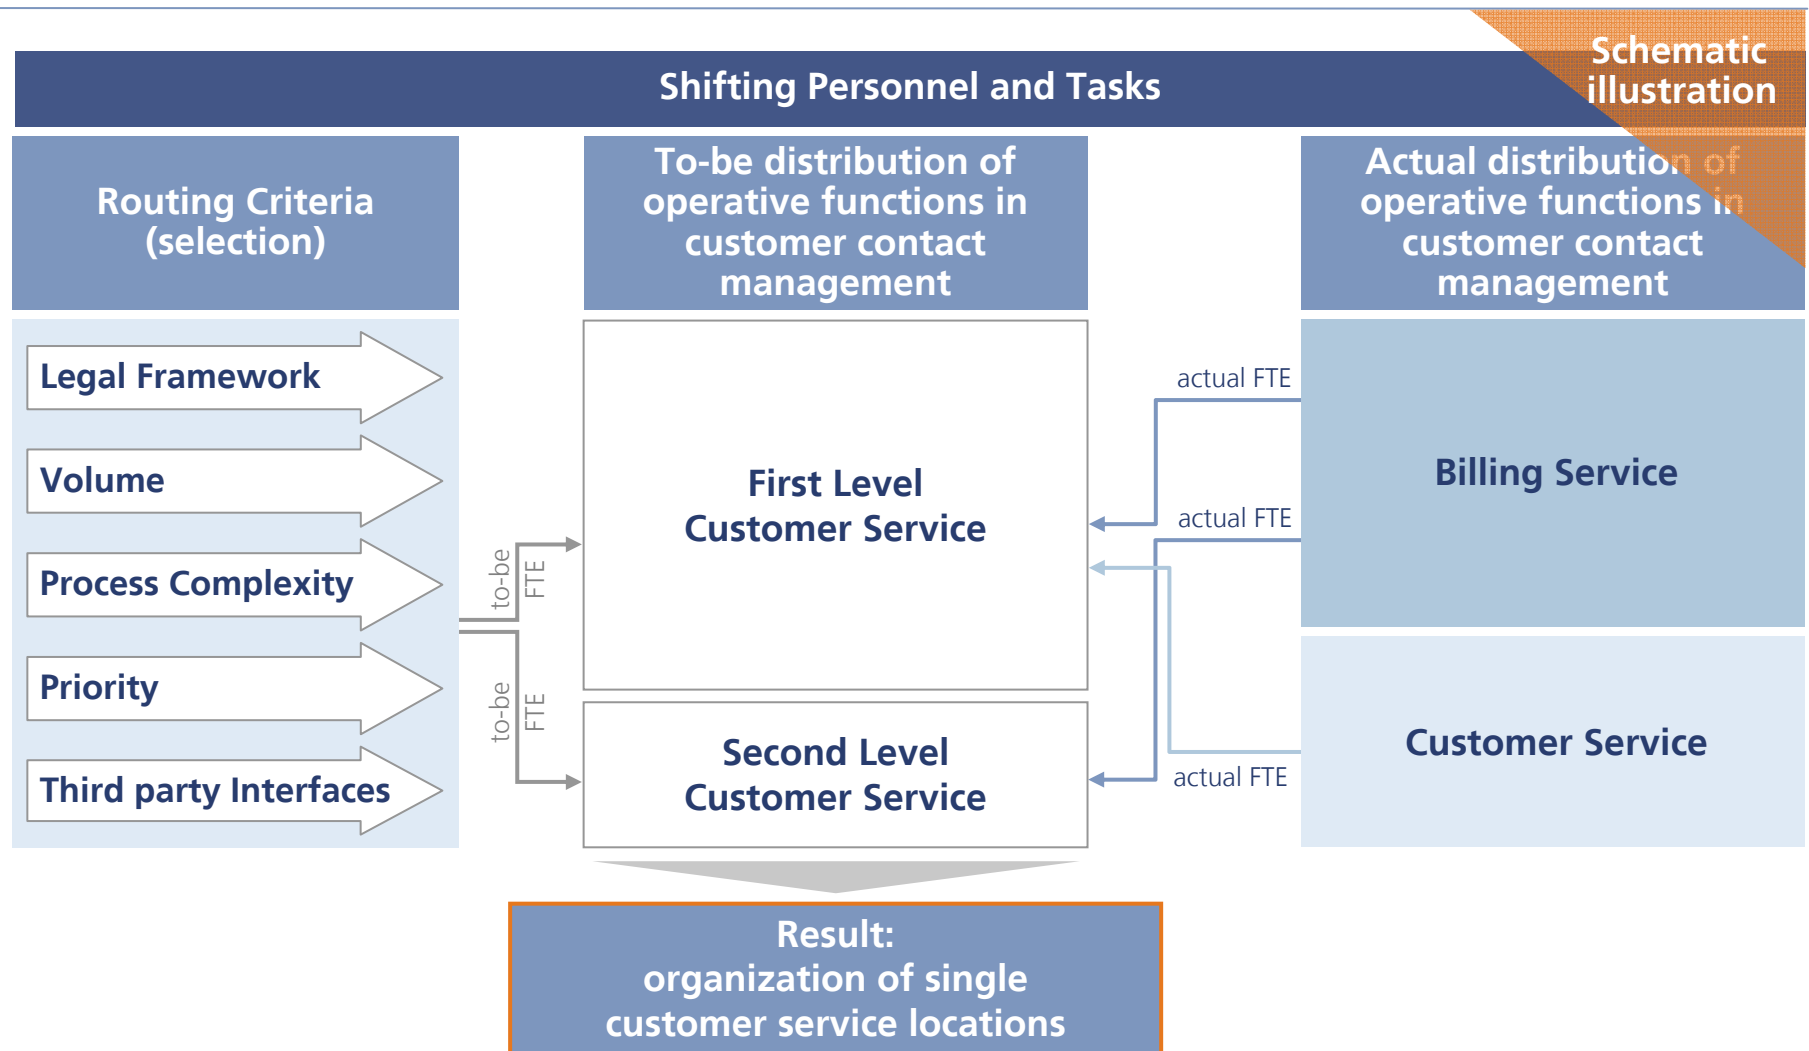 Schematic
illustration
Shifting Personnel and Tasks
Routing Criteria
(selection)
To-be distribution of
operative functions in
customer contact
management
Actual distribution of
operative functions in
customer contact
management
Legal Framework
Volume
Process Complexity
Priority
Third party Interfaces
to-be
FTE
to-be
FTE
First Level
Customer Service
Second Level
Customer Service
actual FTE
actual FTE
actual FTE
Billing Service
Customer Service
Result:
organization of single
customer service locations